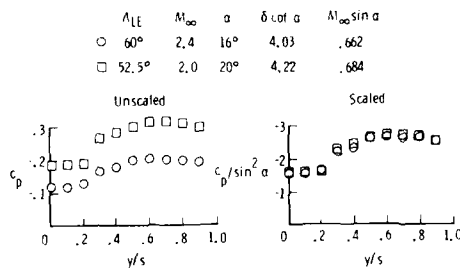 Λ_LE M_∞ α δ cot α M_∞ sin α
60° 2.4 16° 4.03 .662
52.5° 2.0 20° 4.22 .684
Unscaled
Scaled
.3
.2
.1
c_p
0 .2 .4 .6 .8 1.0
y/s
-3
-2
-1
c_p/sin² α
0 .2 .4 .6 .8 1.0
y/s